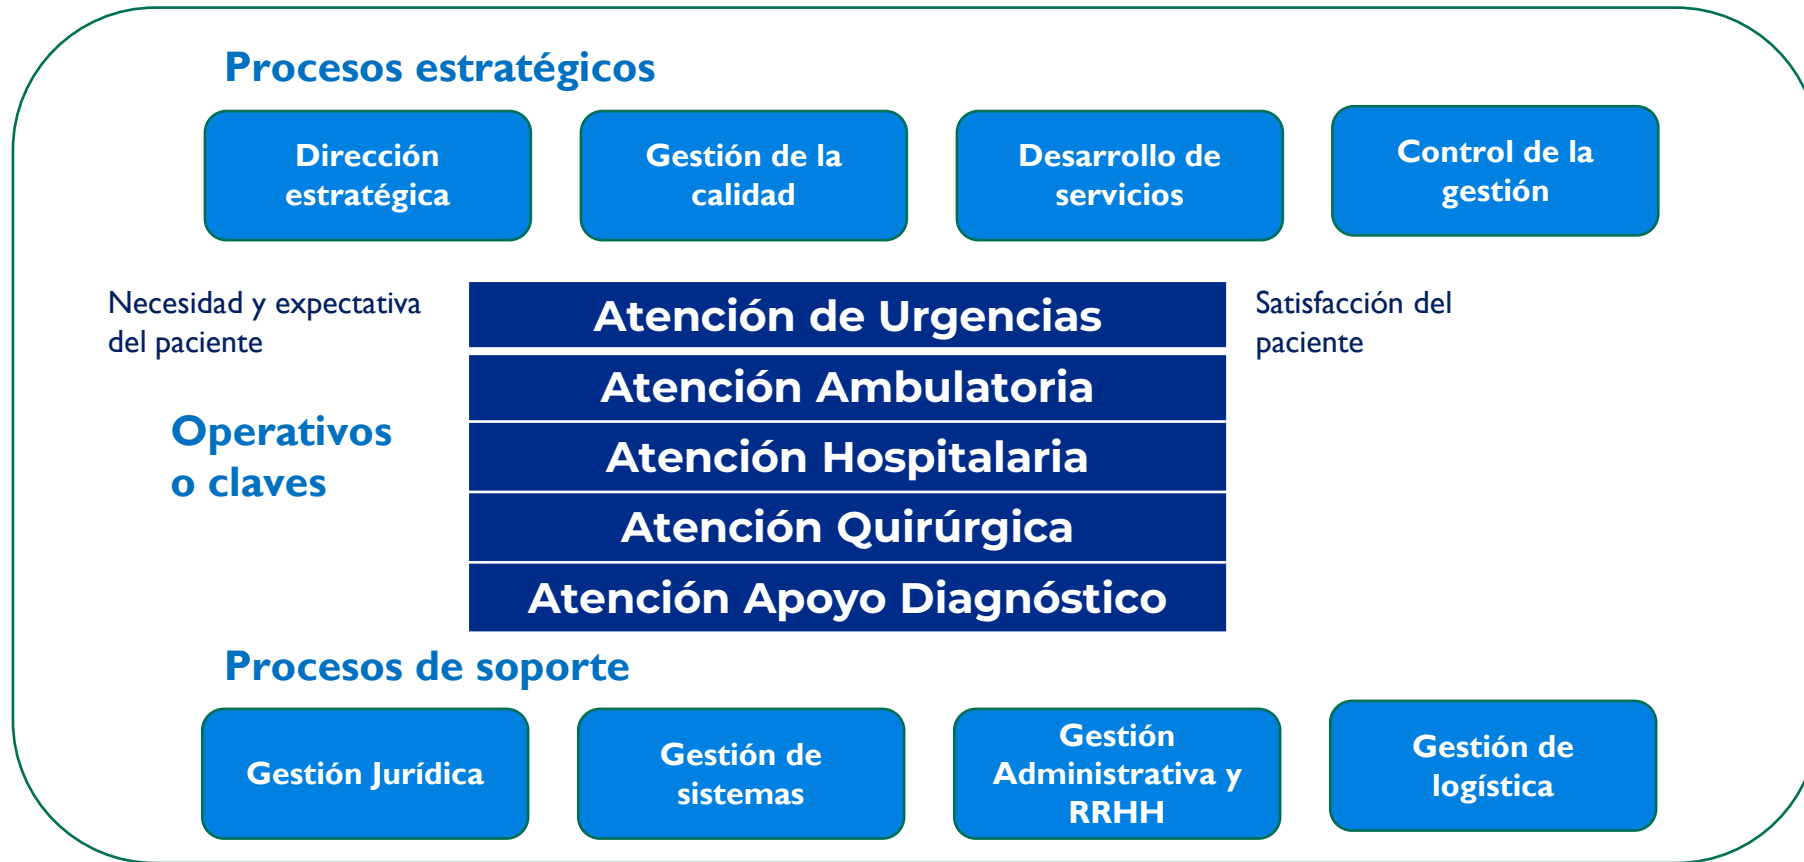 Procesos estratégicos
Dirección
estratégica
Gestión de la
calidad
Desarrollo de
servicios
Control de la
gestión
Necesidad y expectativa
del paciente
Operativos
o claves
Atención de Urgencias
Atención Ambulatoria
Atención Hospitalaria
Atención Quirúrgica
Atención Apoyo Diagnóstico
Satisfacción del
paciente
Procesos de soporte
Gestión Jurídica
Gestión de
sistemas
Gestión
Administrativa y
RRHH
Gestión de
logística